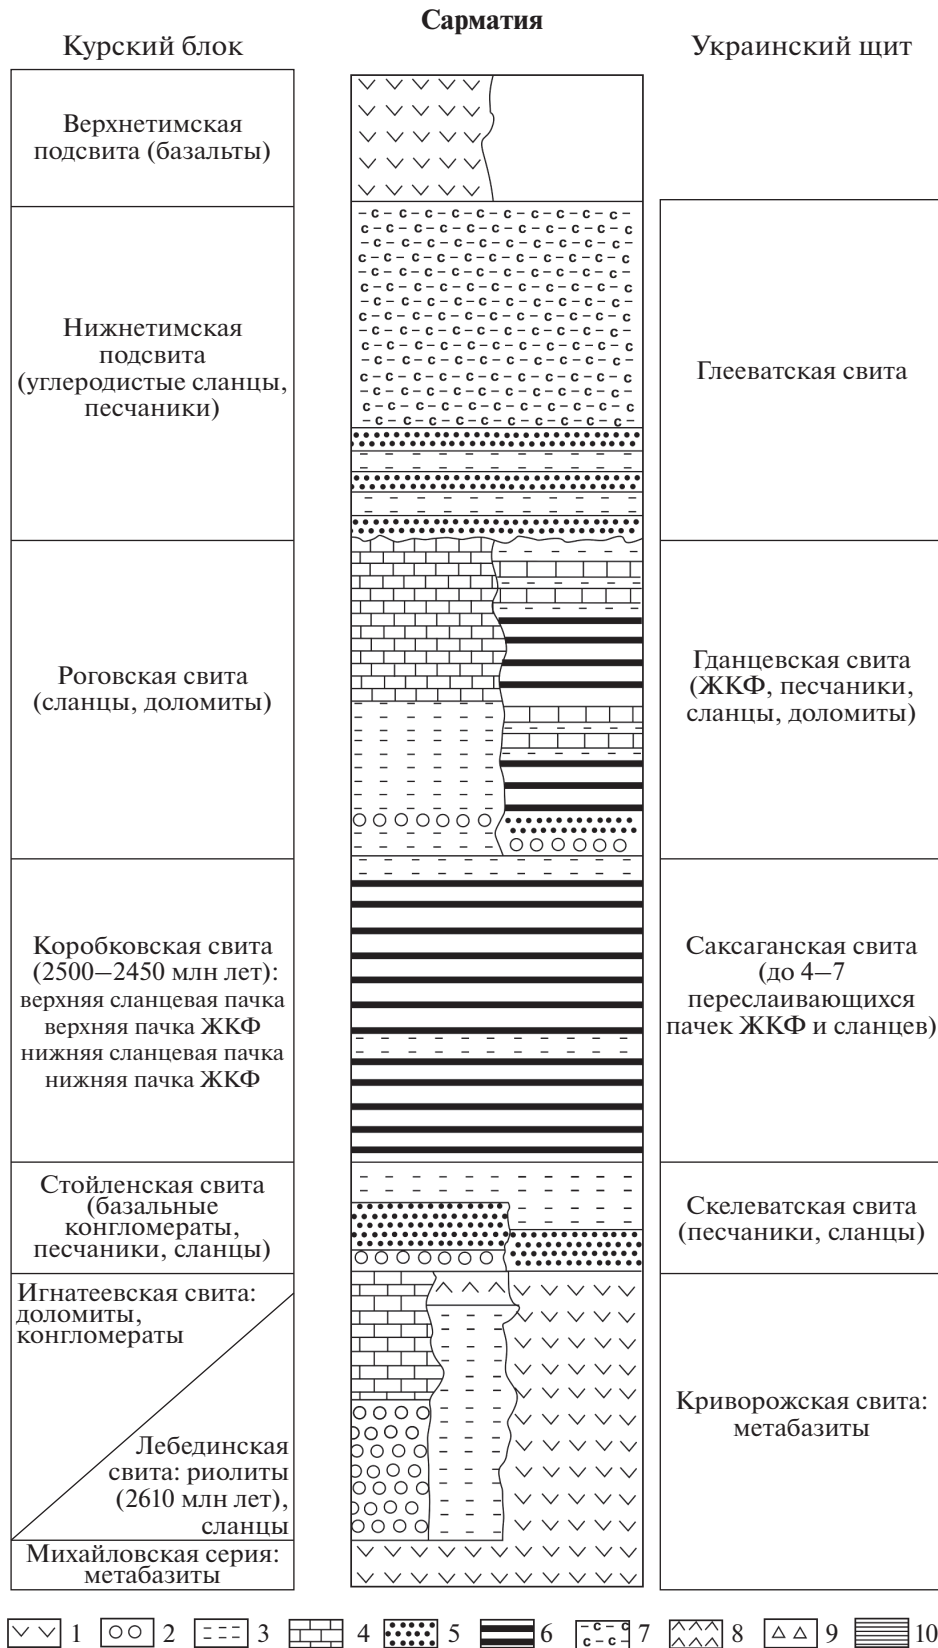 Сарматия
Курский блок
Украинский щит
Верхнетимская
подсвита (базальты)
Нижнетимская
подсвита
(углеродистые сланцы,
песчаники)
Глееватская свита
Роговская свита
(сланцы, доломиты)
Гданцевская свита
(ЖКФ, песчаники,
сланцы, доломиты)
Коробковская свита
(2500–2450 млн лет):
верхняя сланцевая пачка
верхняя пачка ЖКФ
нижняя сланцевая пачка
нижняя пачка ЖКФ
Саксаганская свита
(до 4–7
переслаивающихся
пачек ЖКФ и сланцев)
Стойленская свита
(базальные
конгломераты,
песчаники, сланцы)
Скелеватская свита
(песчаники, сланцы)
Игнатеевская свита:
доломиты,
конгломераты
Лебединская
свита: риолиты
(2610 млн лет),
сланцы
Криворожская свита:
метабазиты
Михайловская серия:
метабазиты
1 2 3 4 5 6 7 8 9 10